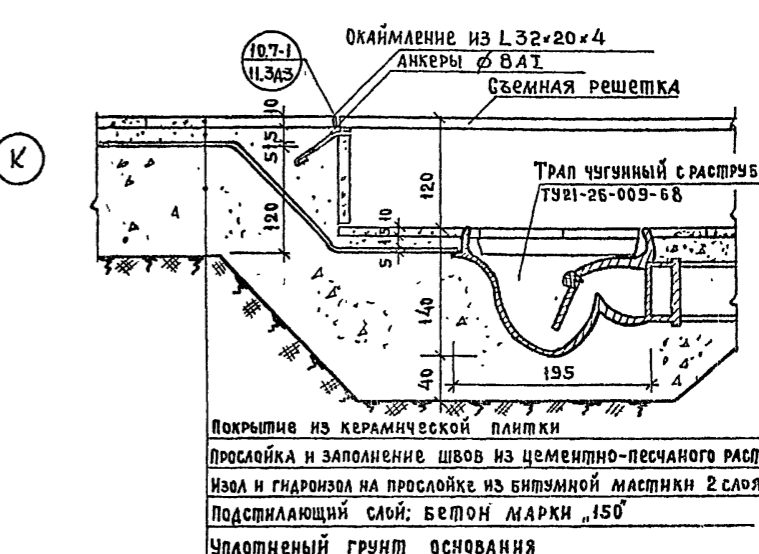 Окаймление из L32×20×4
Анкеры ϕ 8АI
Съемная решетка
10.7-1
11.3АЗ
К
10
15
5
120
120
10
15
5
Трап чугунный с раструб
ТУ21-26-009-68
140
40
195
Покрытие из керамической плитки
Прослойка и заполнение швов из цементно-песчаного раст
Изол и гидроизол на прослойке из битумной мастики 2 слоя
Подстилающий слой: бетон марки „150"
Уплотненый грунт основания